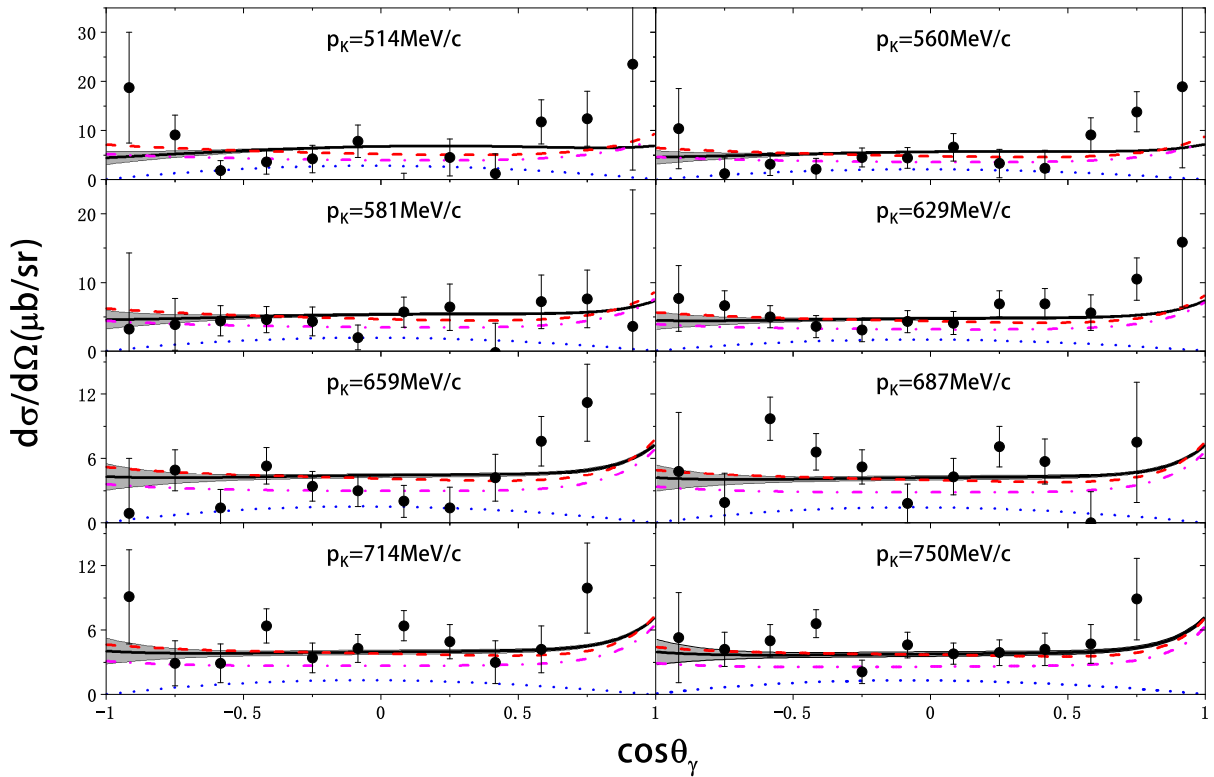 dσ/dΩ(μb/sr)
30
20
10
0
p_K=514MeV/c
p_K=560MeV/c
20
10
0
p_K=581MeV/c
p_K=629MeV/c
12
6
0
p_K=659MeV/c
p_K=687MeV/c
12
6
0
p_K=714MeV/c
p_K=750MeV/c
-1 -0.5 0 0.5 1 -0.5 0 0.5 1
cosθ_γ